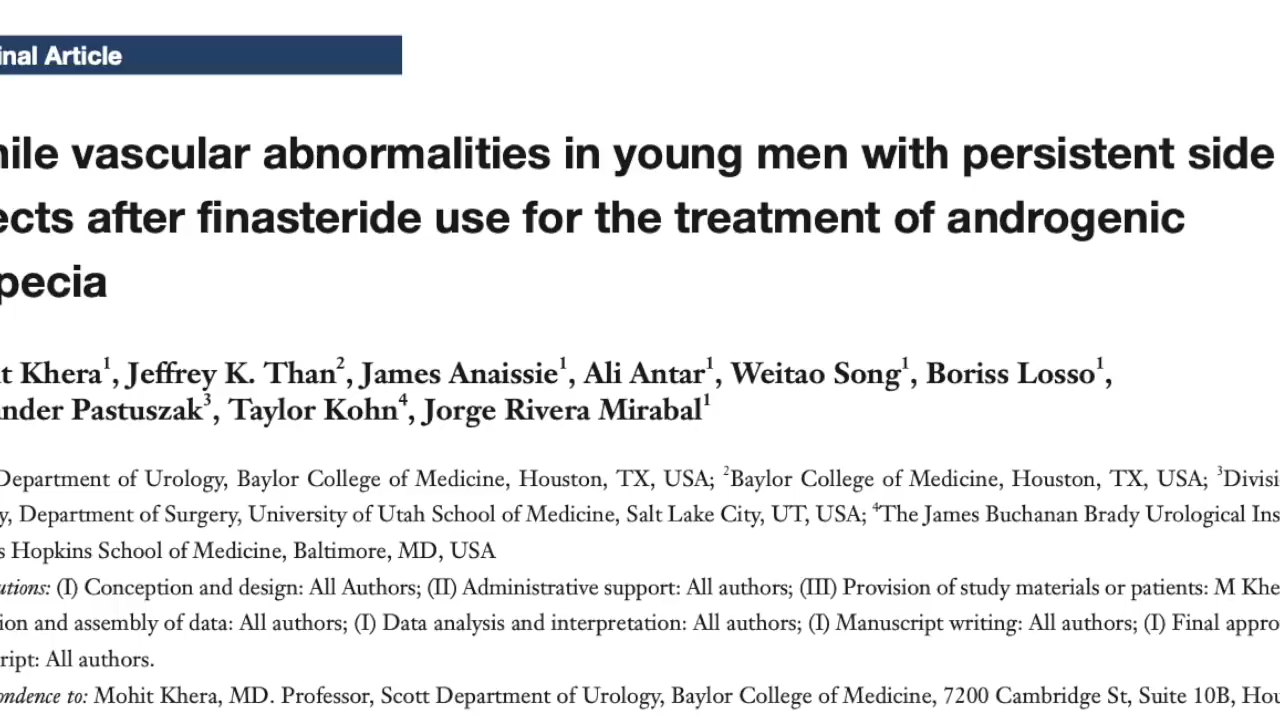 inal Article
nile vascular abnormalities in young men with persistent side
ects after finasteride use for the treatment of androgenic
pecia
t Khera1, Jeffrey K. Than2, James Anaissie1, Ali Antar1, Weitao Song1, Boriss Losso1,
nder Pastuszak3, Taylor Kohn4, Jorge Rivera Mirabal1
Department of Urology, Baylor College of Medicine, Houston, TX, USA; 2Baylor College of Medicine, Houston, TX, USA; 3Divisi
y, Department of Surgery, University of Utah School of Medicine, Salt Lake City, UT, USA; 4The James Buchanan Brady Urological Ins
s Hopkins School of Medicine, Baltimore, MD, USA
utions: (I) Conception and design: All Authors; (II) Administrative support: All authors; (III) Provision of study materials or patients: M Khe
ion and assembly of data: All authors; (I) Data analysis and interpretation: All authors; (I) Manuscript writing: All authors; (I) Final appro
ript: All authors.
ondence to: Mohit Khera, MD. Professor, Scott Department of Urology, Baylor College of Medicine, 7200 Cambridge St, Suite 10B, Hou